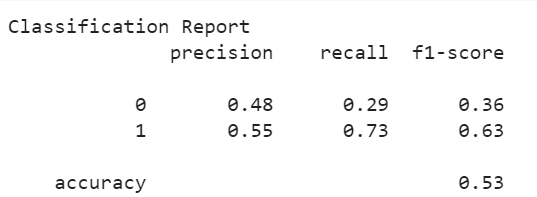 Classification Report
precision recall f1-score
0 0.48 0.29 0.36
1 0.55 0.73 0.63
accuracy 0.53